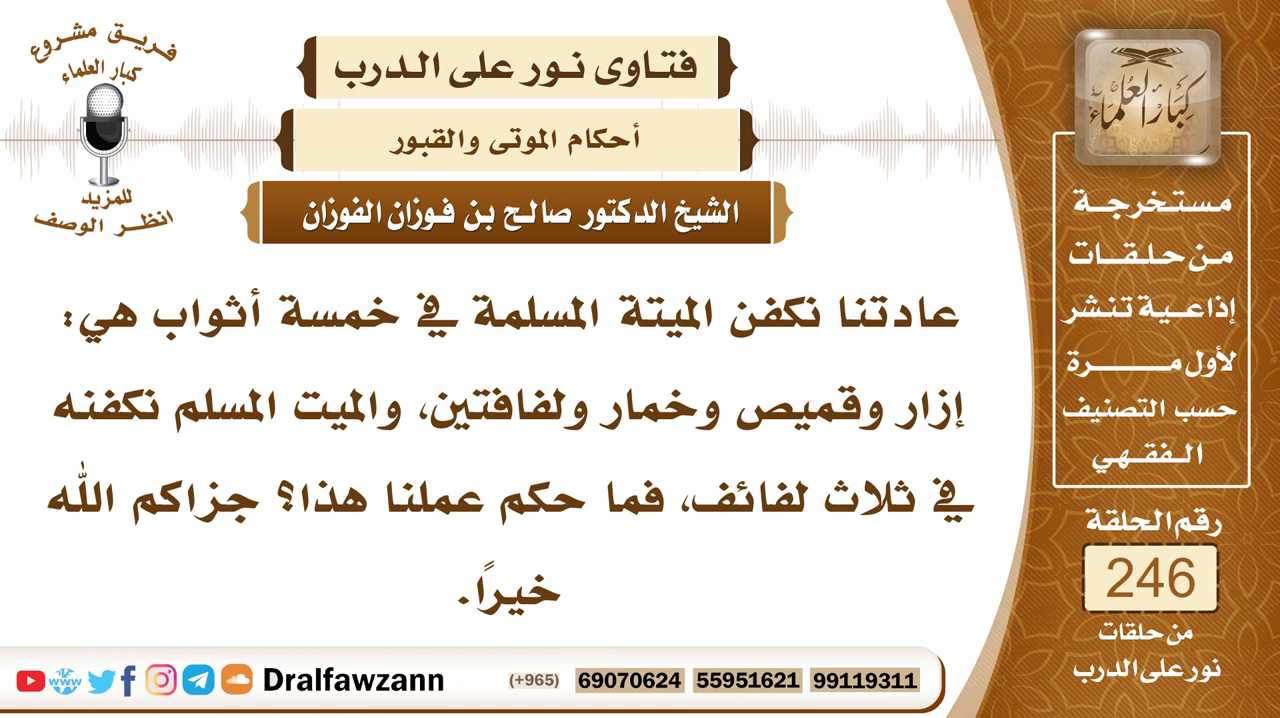 فريق مشروع
كبار العلماء
للمزيد
انظر الوصف
فتاوى نور على الدرب
أحكام الموتى والقبور
الشيخ الدكتور صالح بن فوزان الفوزان
عادتنا نكفن الميتة المسلمة في خمسة أثواب هي:
إزار وقميص وخمار ولفافتين، والميت المسلم نكفنه
في ثلاث لفائف، فما حكم عملنا هذا؟ جزاكم الله
خيرًا.
كبار العلماء
مستخرجة
من حلقات
إذاعية تنشر
لأول مرة
حسب التصنيف
الفقهي
رقم الحلقة
246
من حلقات
نور على الدرب
www
Dralfawzann
(+965) 69070624 55951621 99119311